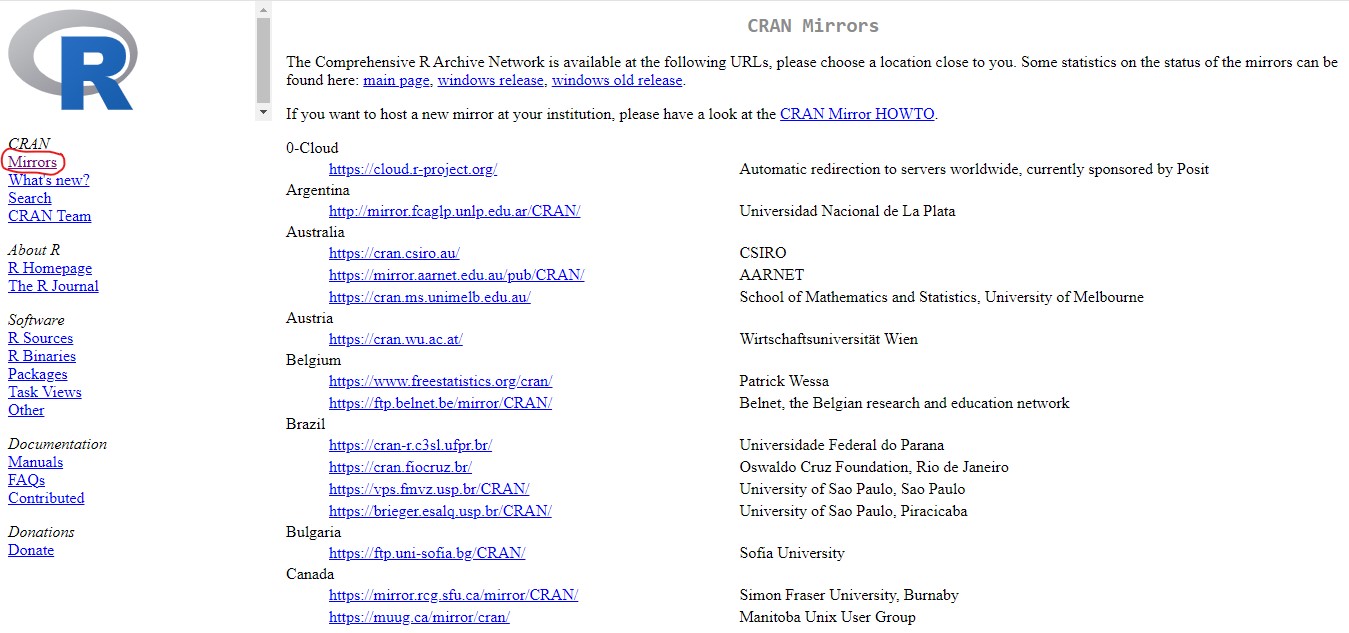 R
CRAN
Mirrors
What's new?
Search
CRAN Team
About R
R Homepage
The R Journal
Software
R Sources
R Binaries
Packages
Task Views
Other
Documentation
Manuals
FAQs
Contributed
Donations
Donate
CRAN Mirrors
The Comprehensive R Archive Network is available at the following URLs, please choose a location close to you. Some statistics on the status of the mirrors can be
found here: main page, windows release, windows old release.
If you want to host a new mirror at your institution, please have a look at the CRAN Mirror HOWTO.
0-Cloud
https://cloud.r-project.org/ Automatic redirection to servers worldwide, currently sponsored by Posit
Argentina
http://mirror.fcaglp.unlp.edu.ar/CRAN/ Universidad Nacional de La Plata
Australia
https://cran.csiro.au/ CSIRO
https://mirror.aarnet.edu.au/pub/CRAN/ AARNET
https://cran.ms.unimelb.edu.au/ School of Mathematics and Statistics, University of Melbourne
Austria
https://cran.wu.ac.at/ Wirtschaftsuniversität Wien
Belgium
https://www.freestatistics.org/cran/ Patrick Wessa
https://ftp.belnet.be/mirror/CRAN/ Belnet, the Belgian research and education network
Brazil
https://cran-r.c3sl.ufpr.br/ Universidade Federal do Parana
https://cran.fiocruz.br/ Oswaldo Cruz Foundation, Rio de Janeiro
https://vps.fmvz.usp.br/CRAN/ University of Sao Paulo, Sao Paulo
https://brieger.esalq.usp.br/CRAN/ University of Sao Paulo, Piracicaba
Bulgaria
https://ftp.uni-sofia.bg/CRAN/ Sofia University
Canada
https://mirror.rcg.sfu.ca/mirror/CRAN/ Simon Fraser University, Burnaby
https://muug.ca/mirror/cran/ Manitoba Unix User Group